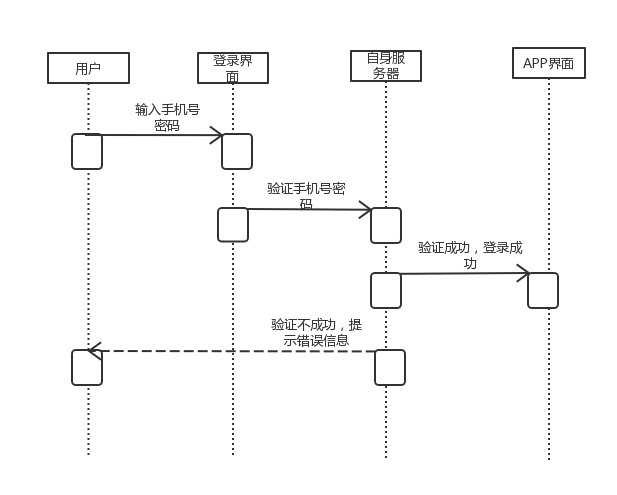 用户
登录界
面
自身服
务器
APP界面
输入手机号
密码
验证手机号密
码
验证成功，登录成
功
验证不成功，提
示错误信息